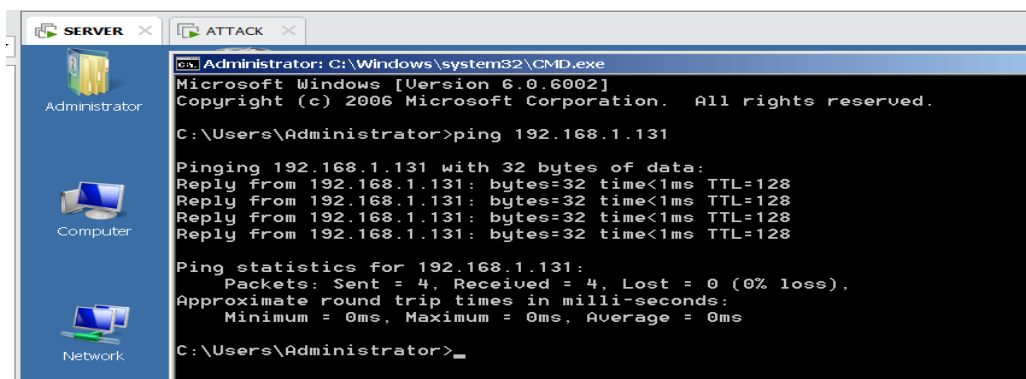 SERVER
ATTACK
Administrator
Computer
Network
Administrator: C:\Windows\system32\CMD.exe
Microsoft Windows [Version 6.0.6002]
Copyright (c) 2006 Microsoft Corporation.  All rights reserved.
C:\Users\Administrator>ping 192.168.1.131
Pinging 192.168.1.131 with 32 bytes of data:
Reply from 192.168.1.131: bytes=32 time<1ms TTL=128
Reply from 192.168.1.131: bytes=32 time<1ms TTL=128
Reply from 192.168.1.131: bytes=32 time<1ms TTL=128
Reply from 192.168.1.131: bytes=32 time<1ms TTL=128
Ping statistics for 192.168.1.131:
    Packets: Sent = 4, Received = 4, Lost = 0 (0% loss),
Approximate round trip times in milli-seconds:
    Minimum = 0ms, Maximum = 0ms, Average = 0ms
C:\Users\Administrator>_